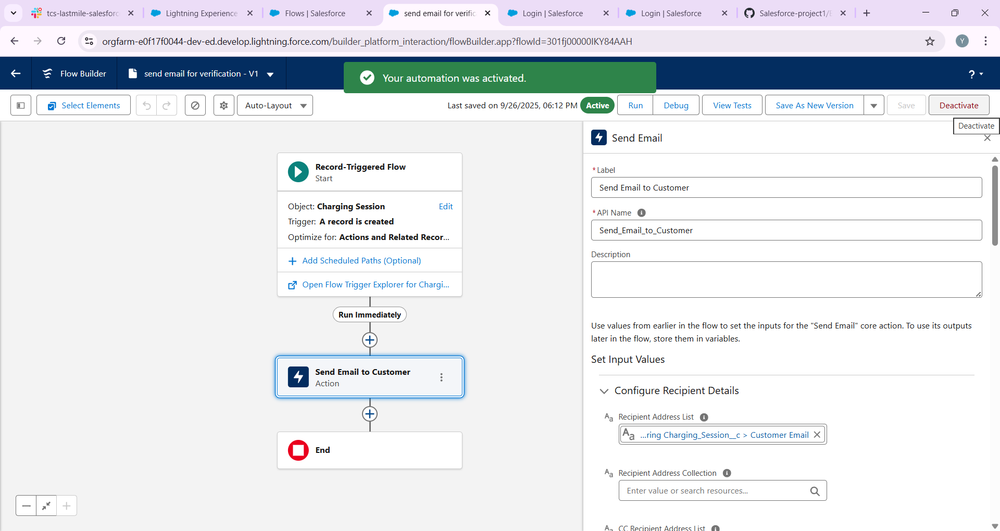 tcs-lastmile-salesforc
Lightning Experience
Flows | Salesforce
send email for verific
Login | Salesforce
Login | Salesforce
Salesforce-project1/E
orgfarm-e0f17f0044-dev-ed.develop.lightning.force.com/builder_platform_interaction/flowBuilder.app?flowId=301fj00000IKY84AAH
Y
Flow Builder
send email for verification - V1
Your automation was activated.
?
Select Elements
Auto-Layout
Last saved on 9/26/2025, 06:12 PM
Active
Run
Debug
View Tests
Save As New Version
Save
Deactivate
Deactivate
Record-Triggered Flow
Start
Object: Charging Session
Edit
Trigger: A record is created
Optimize for: Actions and Related Recor...
Add Scheduled Paths (Optional)
Open Flow Trigger Explorer for Chargi...
Run Immediately
Send Email to Customer
Action
End
Send Email
* Label
Send Email to Customer
* API Name
Send_Email_to_Customer
Description
Use values from earlier in the flow to set the inputs for the "Send Email" core action. To use its outputs
later in the flow, store them in variables.
Set Input Values
Configure Recipient Details
Aa Recipient Address List
Aa ...ring Charging_Session__c > Customer Email
Aa Recipient Address Collection
Enter value or search resources...
Aa CC Recipient Address List